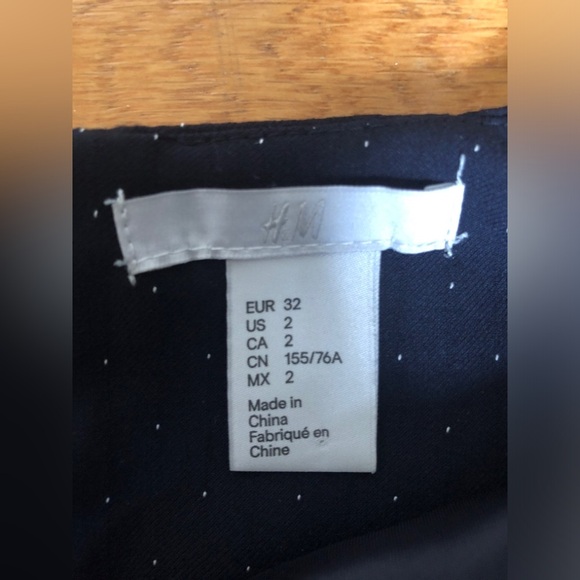 H&M
EUR 32
US 2
CA 2
CN 155/76A
MX 2
Made in
China
Fabriqué en
Chine